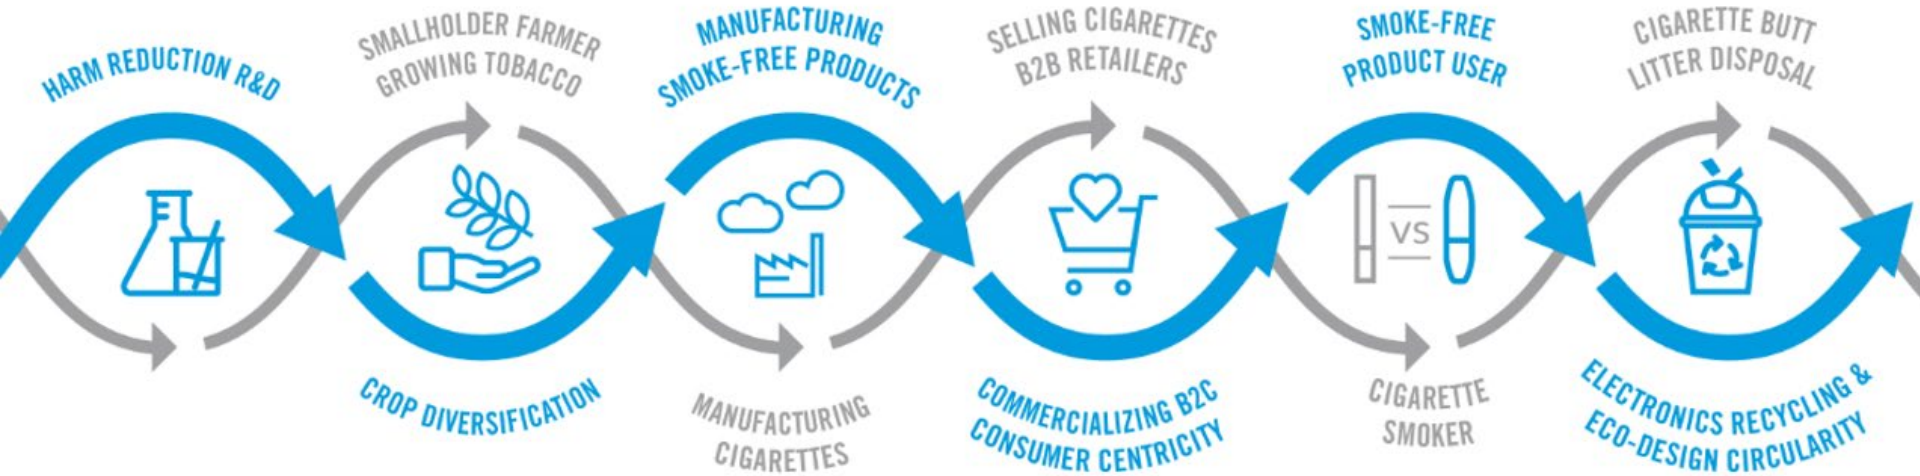 HARM REDUCTION R&D
SMALLHOLDER FARMER
GROWING TOBACCO
CROP DIVERSIFICATION
MANUFACTURING
SMOKE-FREE PRODUCTS
MANUFACTURING
CIGARETTES
SELLING CIGARETTES
B2B RETAILERS
COMMERCIALIZING B2C
CONSUMER CENTRICITY
SMOKE-FREE
PRODUCT USER
VS
CIGARETTE
SMOKER
CIGARETTE BUTT
LITTER DISPOSAL
ELECTRONICS RECYCLING &
ECO-DESIGN CIRCULARITY